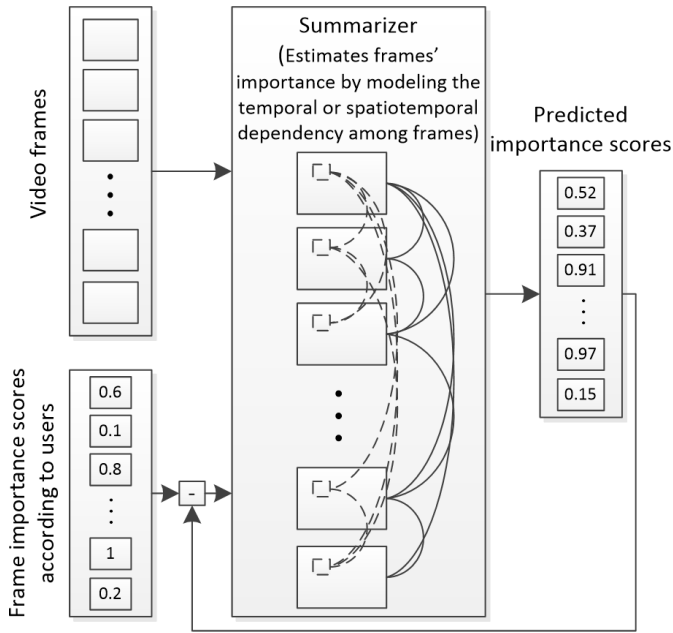 Video frames
Summarizer
(Estimates frames'
importance by modeling the
temporal or spatiotemporal
dependency among frames)
Predicted
importance scores
0.52
0.37
0.91
0.97
0.15
Frame importance scores
according to users
0.6
0.1
0.8
1
0.2
-